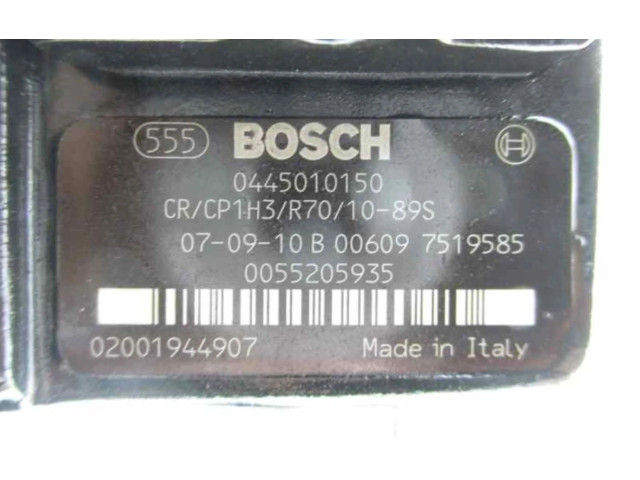 555 BOSCH
0445010150
CR/CP1H3/R70/10-89S
07-09-10 B 00609 7519585
0055205935
02001944907 Made in Italy